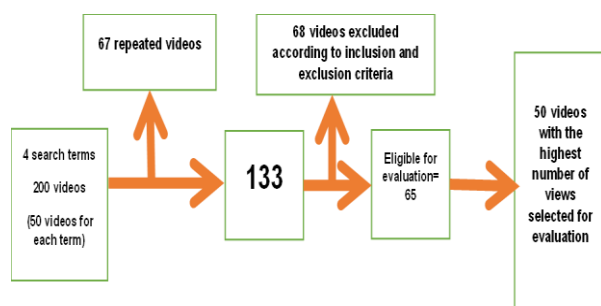 67 repeated videos
68 videos excluded
according to inclusion and
exclusion criteria
4 search terms
200 videos
(50 videos for
each term)
133
Eligible for
evaluation=
65
50 videos
with the
highest
number of
views
selected for
evaluation